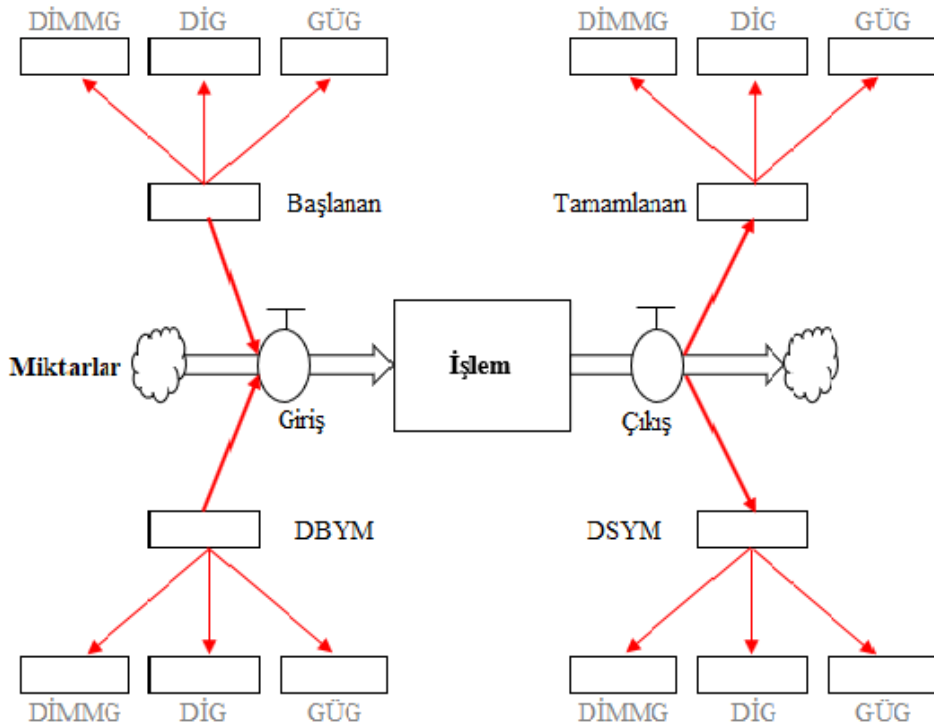 DİMMG DİG GÜG DİMMG DİG GÜG
Başlanan Tamamlanan
Miktarlar İşlem
Giriş Çıkış
DBYM DSYM
DİMMG DİG GÜG DİMMG DİG GÜG